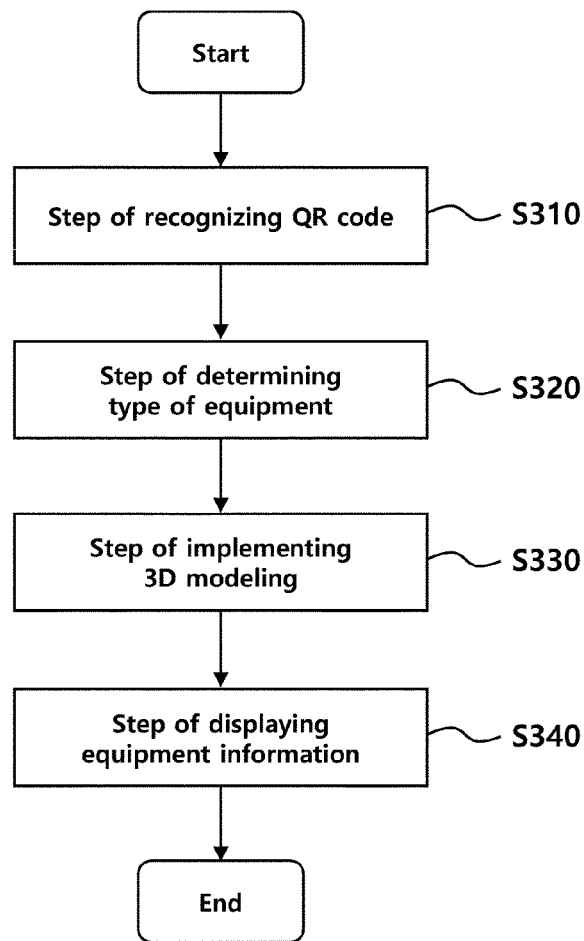 Start
Step of recognizing QR code
S310
Step of determining
type of equipment
S320
Step of implementing
3D modeling
S330
Step of displaying
equipment information
S340
End